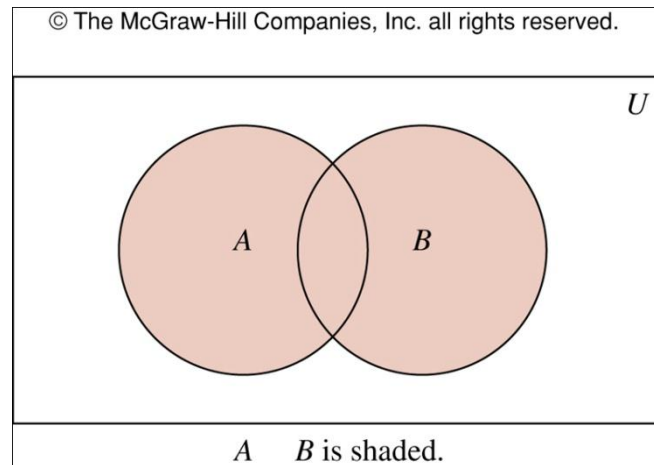 © The McGraw-Hill Companies, Inc. all rights reserved.
U
A B
A B is shaded.